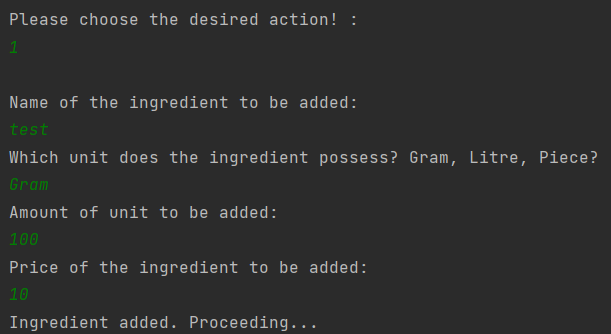 Please choose the desired action! :
1
Name of the ingredient to be added:
test
Which unit does the ingredient possess? Gram, Litre, Piece?
Gram
Amount of unit to be added:
100
Price of the ingredient to be added:
10
Ingredient added. Proceeding...